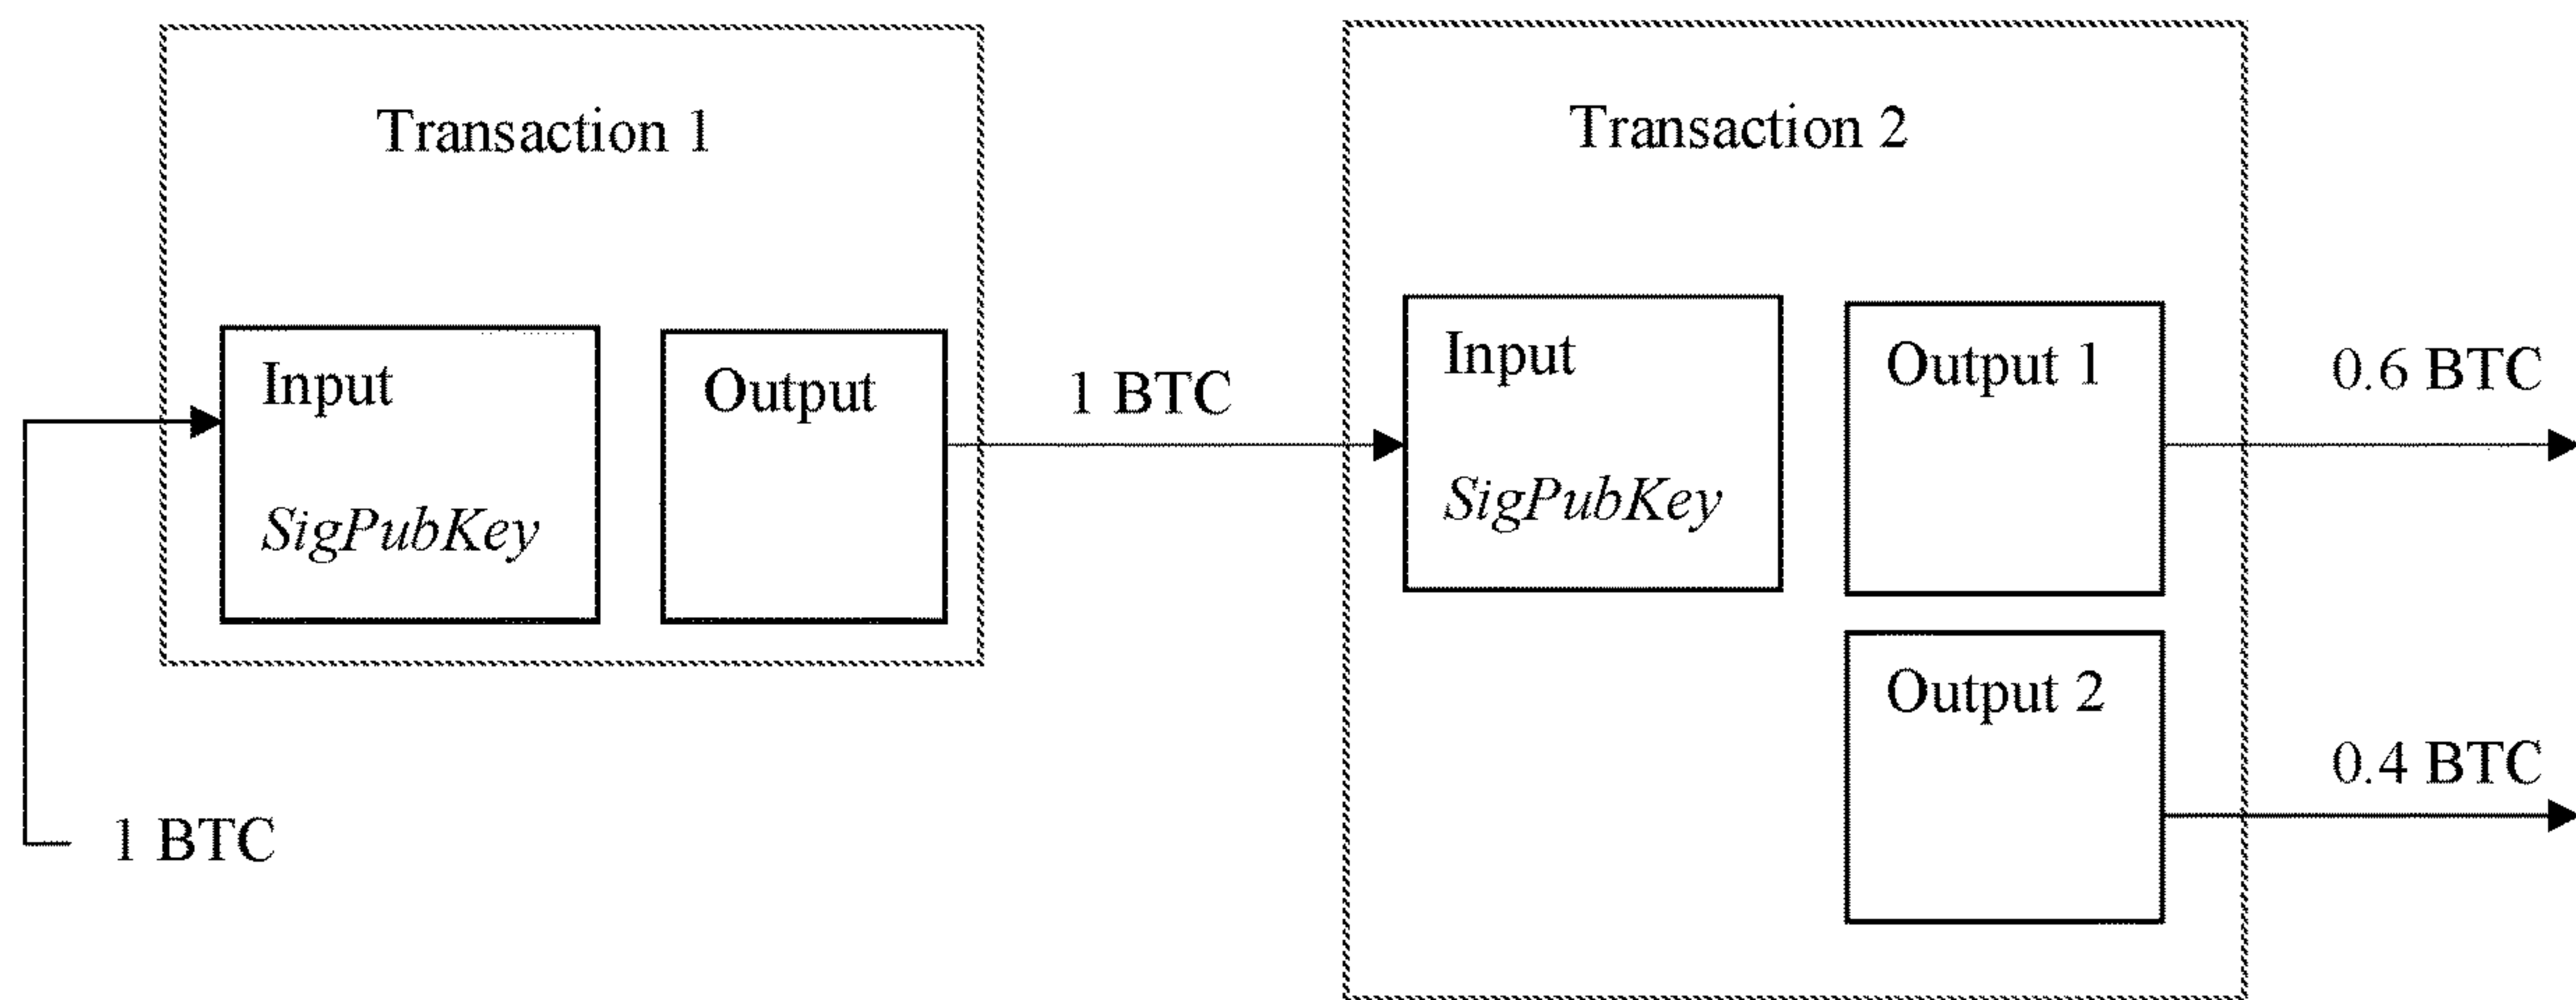 Transaction 1
Input
SigPubKey
Output
1 BTC
1 BTC
Transaction 2
Input
SigPubKey
Output 1
0.6 BTC
Output 2
0.4 BTC